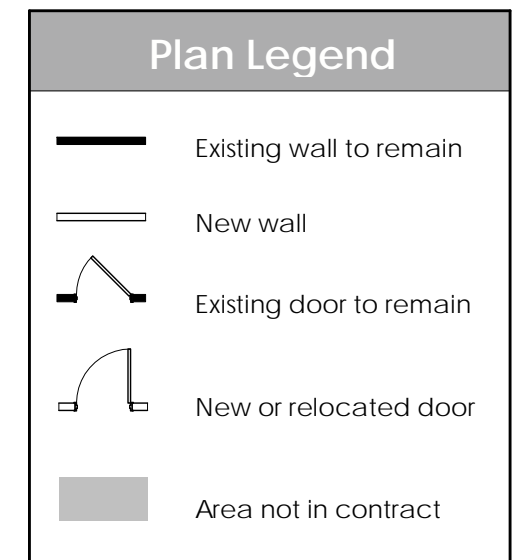 Plan Legend
Existing wall to remain
New wall
Existing door to remain
New or relocated door
Area not in contract